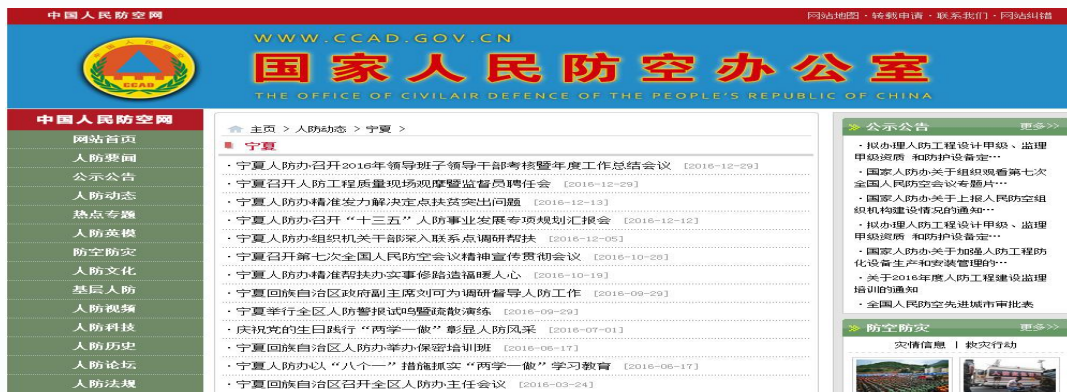 中国人民防空网
网站地图 · 转载申请 · 联系我们 · 网站纠错
WWW.CCAD.GOV.CN
国家人民防空办公室
THE OFFICE OF CIVILAIR DEFENCE OF THE PEOPLE'S REPUBLIC OF CHINA
CCAD
中国人民防空网
网站首页
人防要闻
公示公告
人防动态
热点专题
人防英模
防空防灾
人防文化
基层人防
人防视频
人防科技
人防历史
人防论坛
人防法规
主页 > 人防动态 > 宁夏 >
宁夏
· 宁夏人防办召开2016年领导班子领导干部考核暨年度工作总结会议 [2016-12-29]
· 宁夏召开人防工程质量现场观摩暨监督员聘任会 [2016-12-29]
· 宁夏人防办精准发力解决定点扶贫突出问题 [2016-12-13]
· 宁夏人防办召开“十三五”人防事业发展专项规划汇报会 [2016-12-12]
· 宁夏人防办组织机关干部深入联系点调研帮扶 [2016-12-05]
· 宁夏召开第七次全国人民防空会议精神宣传贯彻会议 [2016-10-26]
· 宁夏人防办精准帮扶办实事修路造福暖人心 [2016-10-19]
· 宁夏回族自治区政府副主席刘可为调研督导人防工作 [2016-09-29]
· 宁夏举行全区人防警报试鸣暨疏散演练 [2016-09-29]
· 庆祝党的生日践行“两学一做”彰显人防风采 [2016-07-01]
· 宁夏回族自治区人防办举办保密培训班 [2016-06-17]
· 宁夏人防办以“八个一”措施抓实“两学一做”学习教育 [2016-06-17]
· 宁夏回族自治区召开全区人防办主任会议 [2016-03-24]
公示公告 更多>>
· 拟办理人防工程设计甲级、监理
甲级资质 和防护设备定…
· 国家人防办关于组织观看第七次
全国人民防空会议专题片…
· 国家人防办关于上报人民防空组
织机构建设情况的通知…
· 拟办理人防工程设计甲级、监理
甲级资质 和防护设备定…
· 国家人防办关于加强人防工程防
化设备生产和安装管理的…
· 关于2016年度人防工程建设监理
培训的通知
· 全国人民防空先进城市审批表
防空防灾 更多>>
灾情信息 | 救灾行动